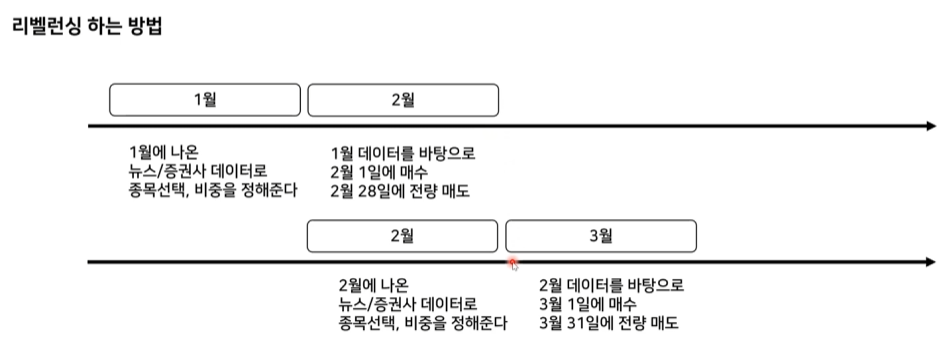 리벨런싱 하는 방법
1월
2월
1월에 나온
뉴스/증권사 데이터로
종목선택, 비중을 정해준다
1월 데이터를 바탕으로
2월 1일에 매수
2월 28일에 전량 매도
2월
3월
2월에 나온
뉴스/증권사 데이터로
종목선택, 비중을 정해준다
2월 데이터를 바탕으로
3월 1일에 매수
3월 31일에 전량 매도